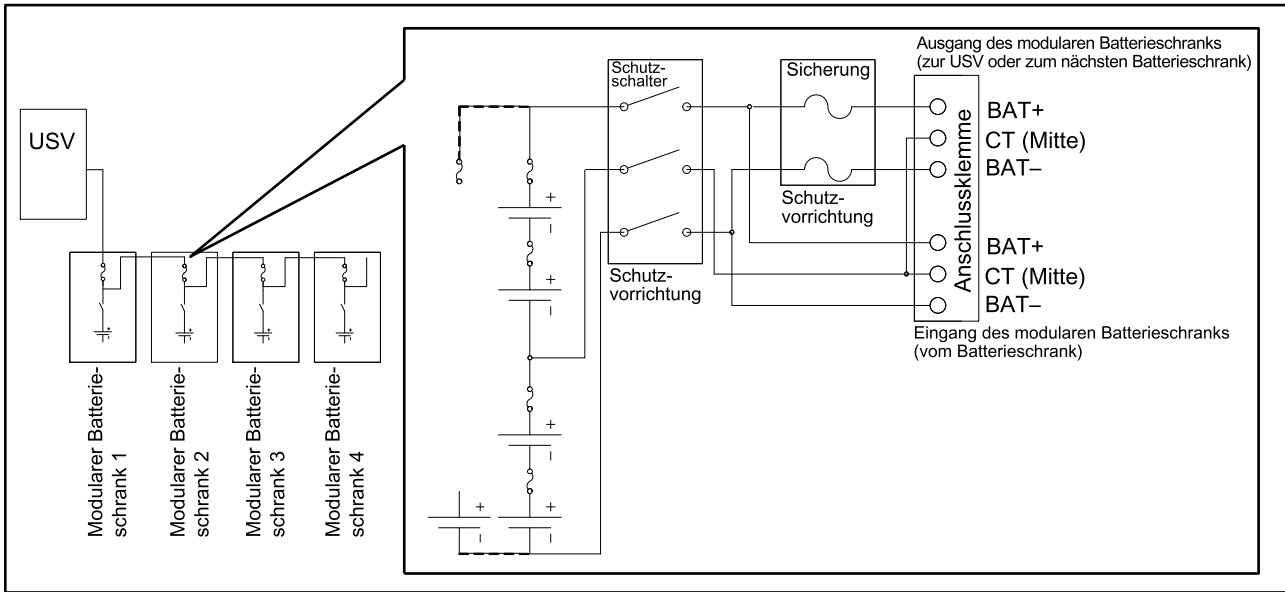 USV
Modularer Batterie-
schrank 1
Modularer Batterie-
schrank 2
Modularer Batterie-
schrank 3
Modularer Batterie-
schrank 4
Schutz-
schalter
Schutz-
vorrichtung
Sicherung
Schutz-
vorrichtung
Ausgang des modularen Batterieschranks
(zur USV oder zum nächsten Batterieschrank)
Anschlussklemme
BAT+
CT (Mitte)
BAT–
BAT+
CT (Mitte)
BAT–
Eingang des modularen Batterieschranks
(vom Batterieschrank)